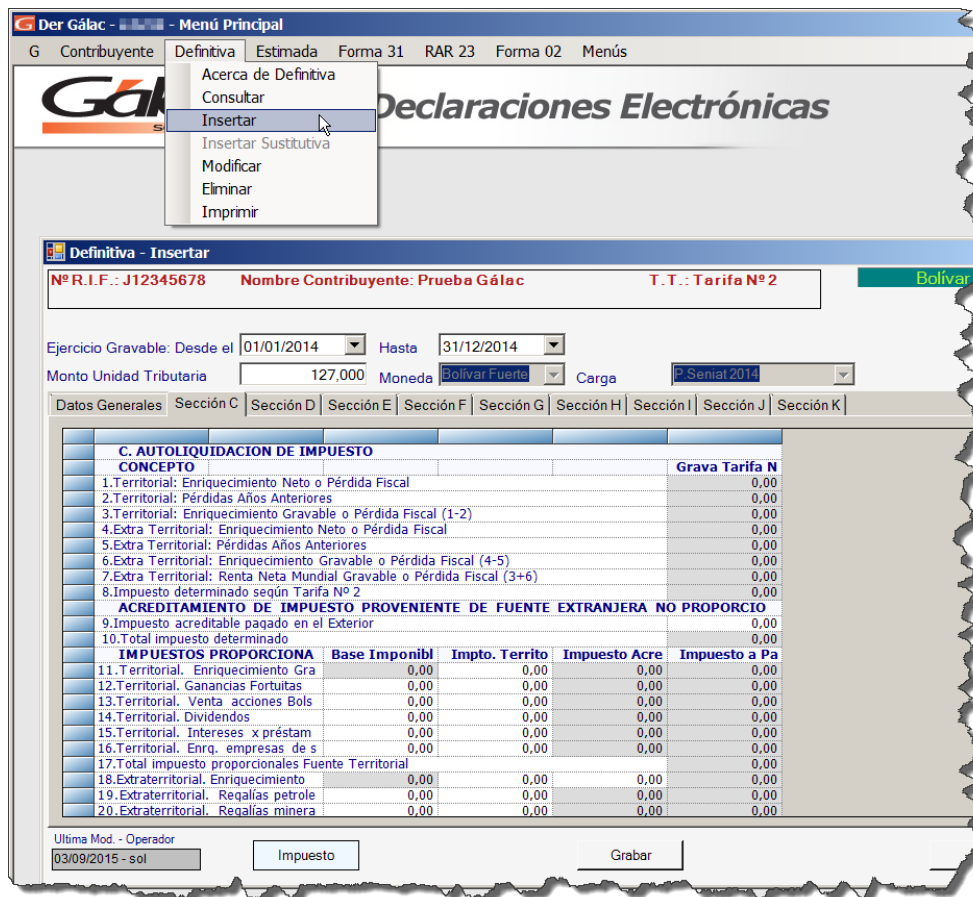 Der Gálac - - Menú Principal
G Contribuyente Definitiva Estimada Forma 31 RAR 23 Forma 02 Menús
Acerca de Definitiva
Consultar
Insertar
Insertar Sustitutiva
Modificar
Eliminar
Imprimir
Gál
Declaraciones Electrónicas
Definitiva - Insertar
Nº R.I.F.: J12345678 Nombre Contribuyente: Prueba Gálac T.T.: Tarifa Nº 2 Bolívar
Ejercicio Gravable: Desde el 01/01/2014 Hasta 31/12/2014
Monto Unidad Tributaria 127,000 Moneda Bolívar Fuerte Carga P.Seniat 2014
Datos Generales Sección C Sección D Sección E Sección F Sección G Sección H Sección I Sección J Sección K
C. AUTOLIQUIDACION DE IMPUESTO
CONCEPTO Grava Tarifa N
1.Territorial: Enriquecimiento Neto o Pérdida Fiscal 0,00
2.Territorial: Pérdidas Años Anteriores 0,00
3.Territorial: Enriquecimiento Gravable o Pérdida Fiscal (1-2) 0,00
4.Extra Territorial: Enriquecimiento Neto o Pérdida Fiscal 0,00
5.Extra Territorial: Pérdidas Años Anteriores 0,00
6.Extra Territorial: Enriquecimiento Gravable o Pérdida Fiscal (4-5) 0,00
7.Extra Territorial: Renta Neta Mundial Gravable o Pérdida Fiscal (3+6) 0,00
8.Impuesto determinado según Tarifa Nº 2 0,00
ACREDITAMIENTO DE IMPUESTO PROVENIENTE DE FUENTE EXTRANJERA NO PROPORCIO
9.Impuesto acreditable pagado en el Exterior 0,00
10.Total impuesto determinado 0,00
IMPUESTOS PROPORCIONA Base Imponibl Impto. Territo Impuesto Acre Impuesto a Pa
11.Territorial. Enriquecimiento Gra 0,00 0,00 0,00 0,00
12.Territorial. Ganancias Fortuitas 0,00 0,00 0,00 0,00
13.Territorial. Venta acciones Bols 0,00 0,00 0,00 0,00
14.Territorial. Dividendos 0,00 0,00 0,00 0,00
15.Territorial. Intereses x préstam 0,00 0,00 0,00 0,00
16.Territorial. Enrq. empresas de s 0,00 0,00 0,00 0,00
17.Total impuesto proporcionales Fuente Territorial 0,00
18.Extraterritorial. Enriquecimiento 0,00 0,00 0,00 0,00
19.Extraterritorial. Regalías petrole 0,00 0,00 0,00 0,00
20.Extraterritorial. Regalías minera 0,00 0,00 0,00 0,00
Ultima Mod. - Operador
03/09/2015 - sol Impuesto Grabar